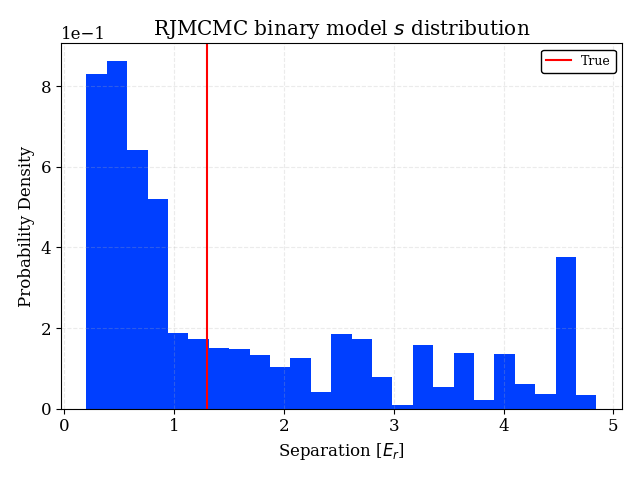 RJMCMC binary model s distribution
1e−1
True
8
6
4
2
0
Probability Density
0 1 2 3 4 5
Separation [E_r]